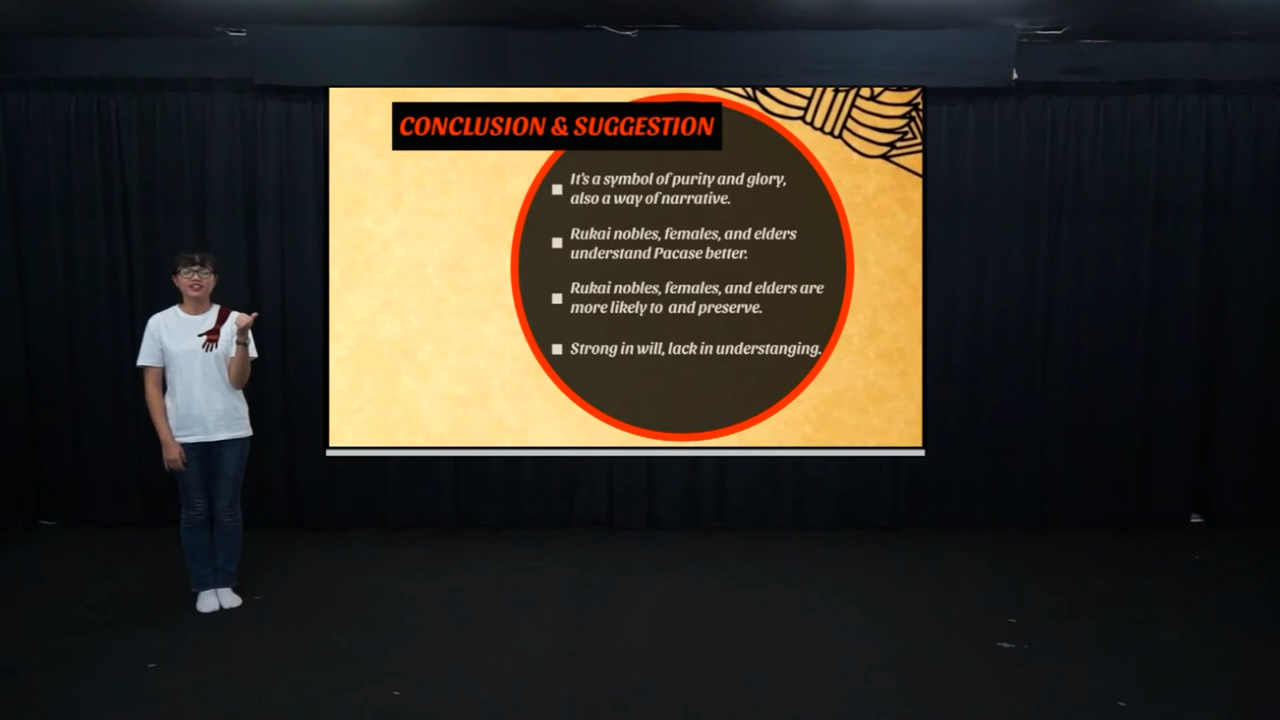 CONCLUSION & SUGGESTION
It's a symbol of purity and glory,
also a way of narrative.
Rukai nobles, females, and elders
understand Pacase better.
Rukai nobles, females, and elders are
more likely to and preserve.
Strong in will, lack in understanging.